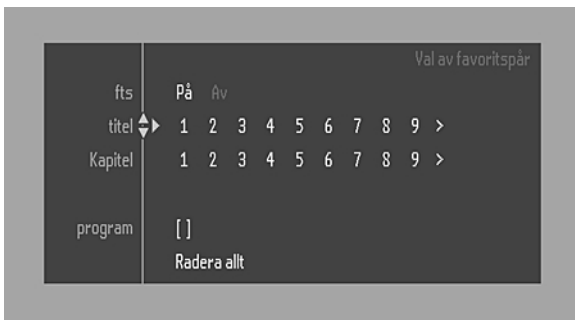 Val av favoritspår
fts På Av
titel 1 2 3 4 5 6 7 8 9 >
Kapitel 1 2 3 4 5 6 7 8 9 >
program [ ]
Radera allt